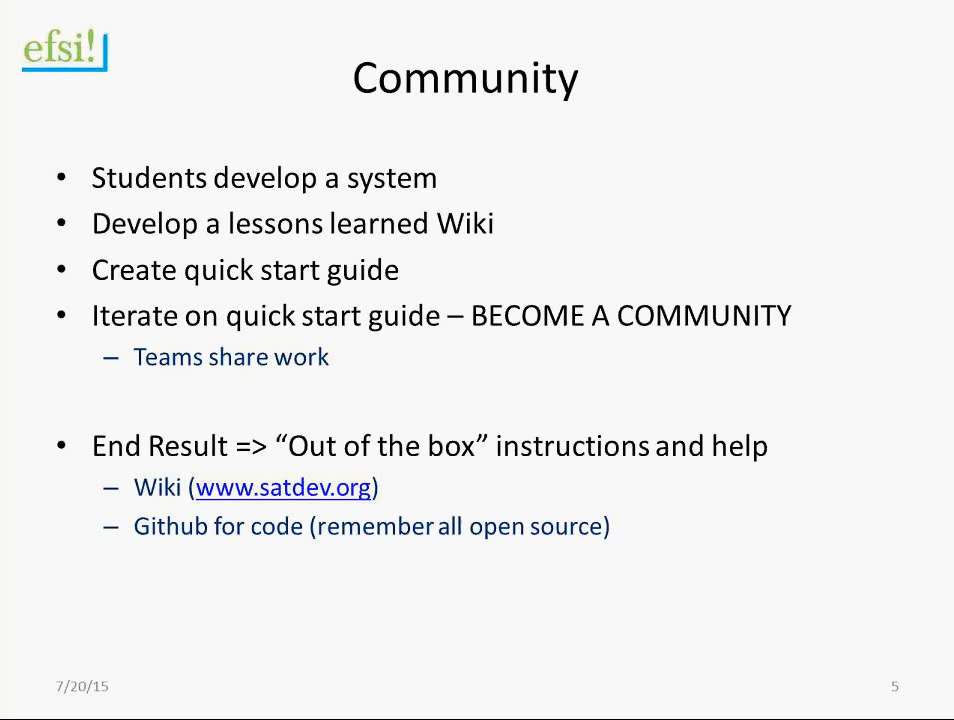 efsi!
Community
• Students develop a system
• Develop a lessons learned Wiki
• Create quick start guide
• Iterate on quick start guide – BECOME A COMMUNITY
– Teams share work
• End Result => “Out of the box” instructions and help
– Wiki (www.satdev.org)
– Github for code (remember all open source)
7/20/15
5